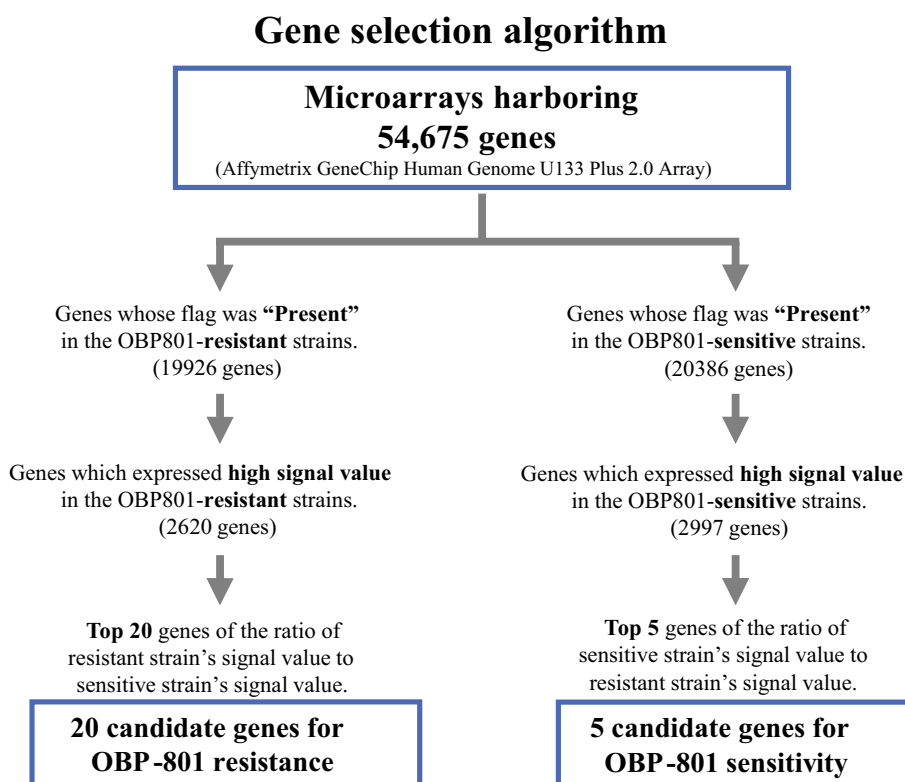 Gene selection algorithm
Microarrays harboring
54,675 genes
(Affymetrix GeneChip Human Genome U133 Plus 2.0 Array)
Genes whose flag was “Present”
in the OBP801-resistant strains.
(19926 genes)
Genes whose flag was “Present”
in the OBP801-sensitive strains.
(20386 genes)
Genes which expressed high signal value
in the OBP801-resistant strains.
(2620 genes)
Genes which expressed high signal value
in the OBP801-sensitive strains.
(2997 genes)
Top 20 genes of the ratio of
resistant strain’s signal value to
sensitive strain’s signal value.
Top 5 genes of the ratio of
sensitive strain’s signal value to
resistant strain’s signal value.
20 candidate genes for
OBP-801 resistance
5 candidate genes for
OBP-801 sensitivity